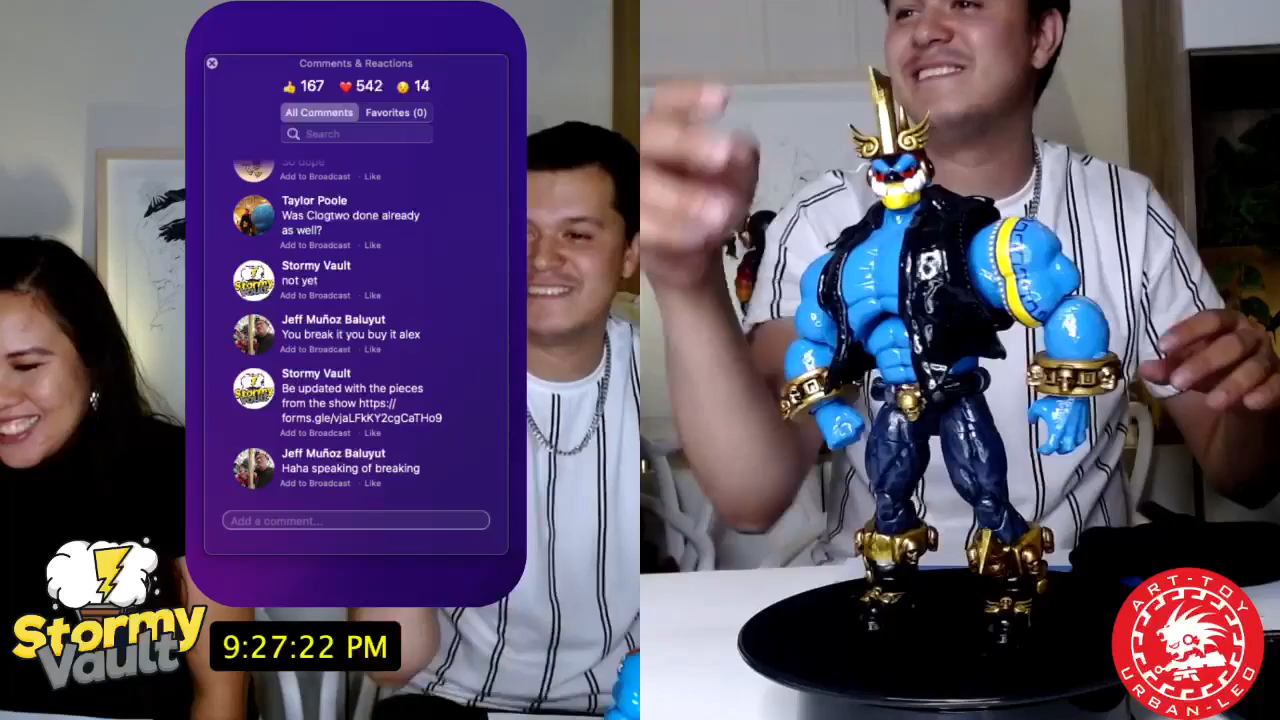 Comments & Reactions
167 542 14
All Comments Favorites (0)
Search
So dope
Add to Broadcast · Like
Taylor Poole
Was Clogtwo done already
as well?
Add to Broadcast · Like
Stormy Vault
not yet
Add to Broadcast · Like
Jeff Muñoz Baluyut
You break it you buy it alex
Add to Broadcast · Like
Stormy Vault
Be updated with the pieces
from the show https://
forms.gle/vjaLFkKY2cgCaTHo9
Add to Broadcast · Like
Jeff Muñoz Baluyut
Haha speaking of breaking
Add to Broadcast · Like
Add a comment...
Stormy
Vault
9:27:22 PM
ART-TOY
URBAN-LEO